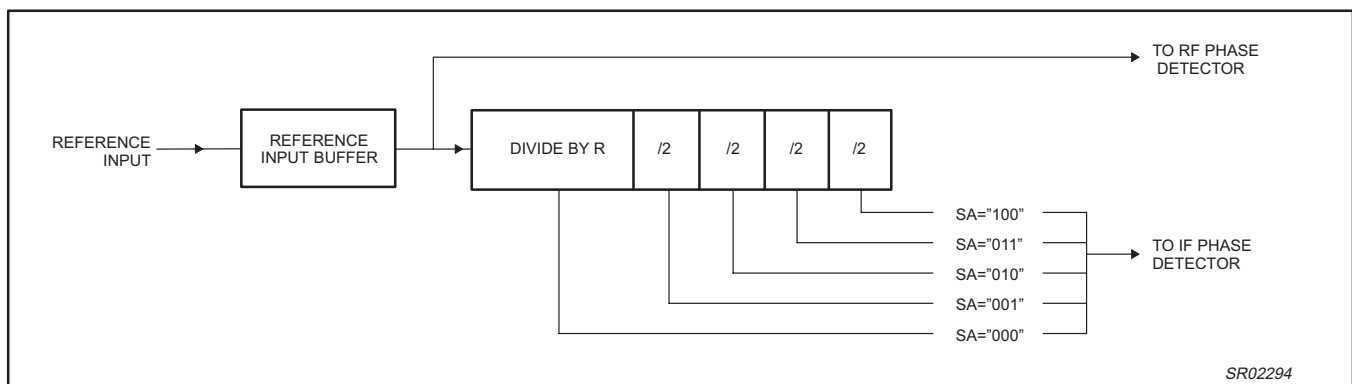 TO RF PHASE
DETECTOR
REFERENCE
INPUT
REFERENCE
INPUT BUFFER
DIVIDE BY R
/2
/2
/2
/2
SA=”100”
SA=”011”
SA=”010”
SA=”001”
SA=”000”
TO IF PHASE
DETECTOR
SR02294